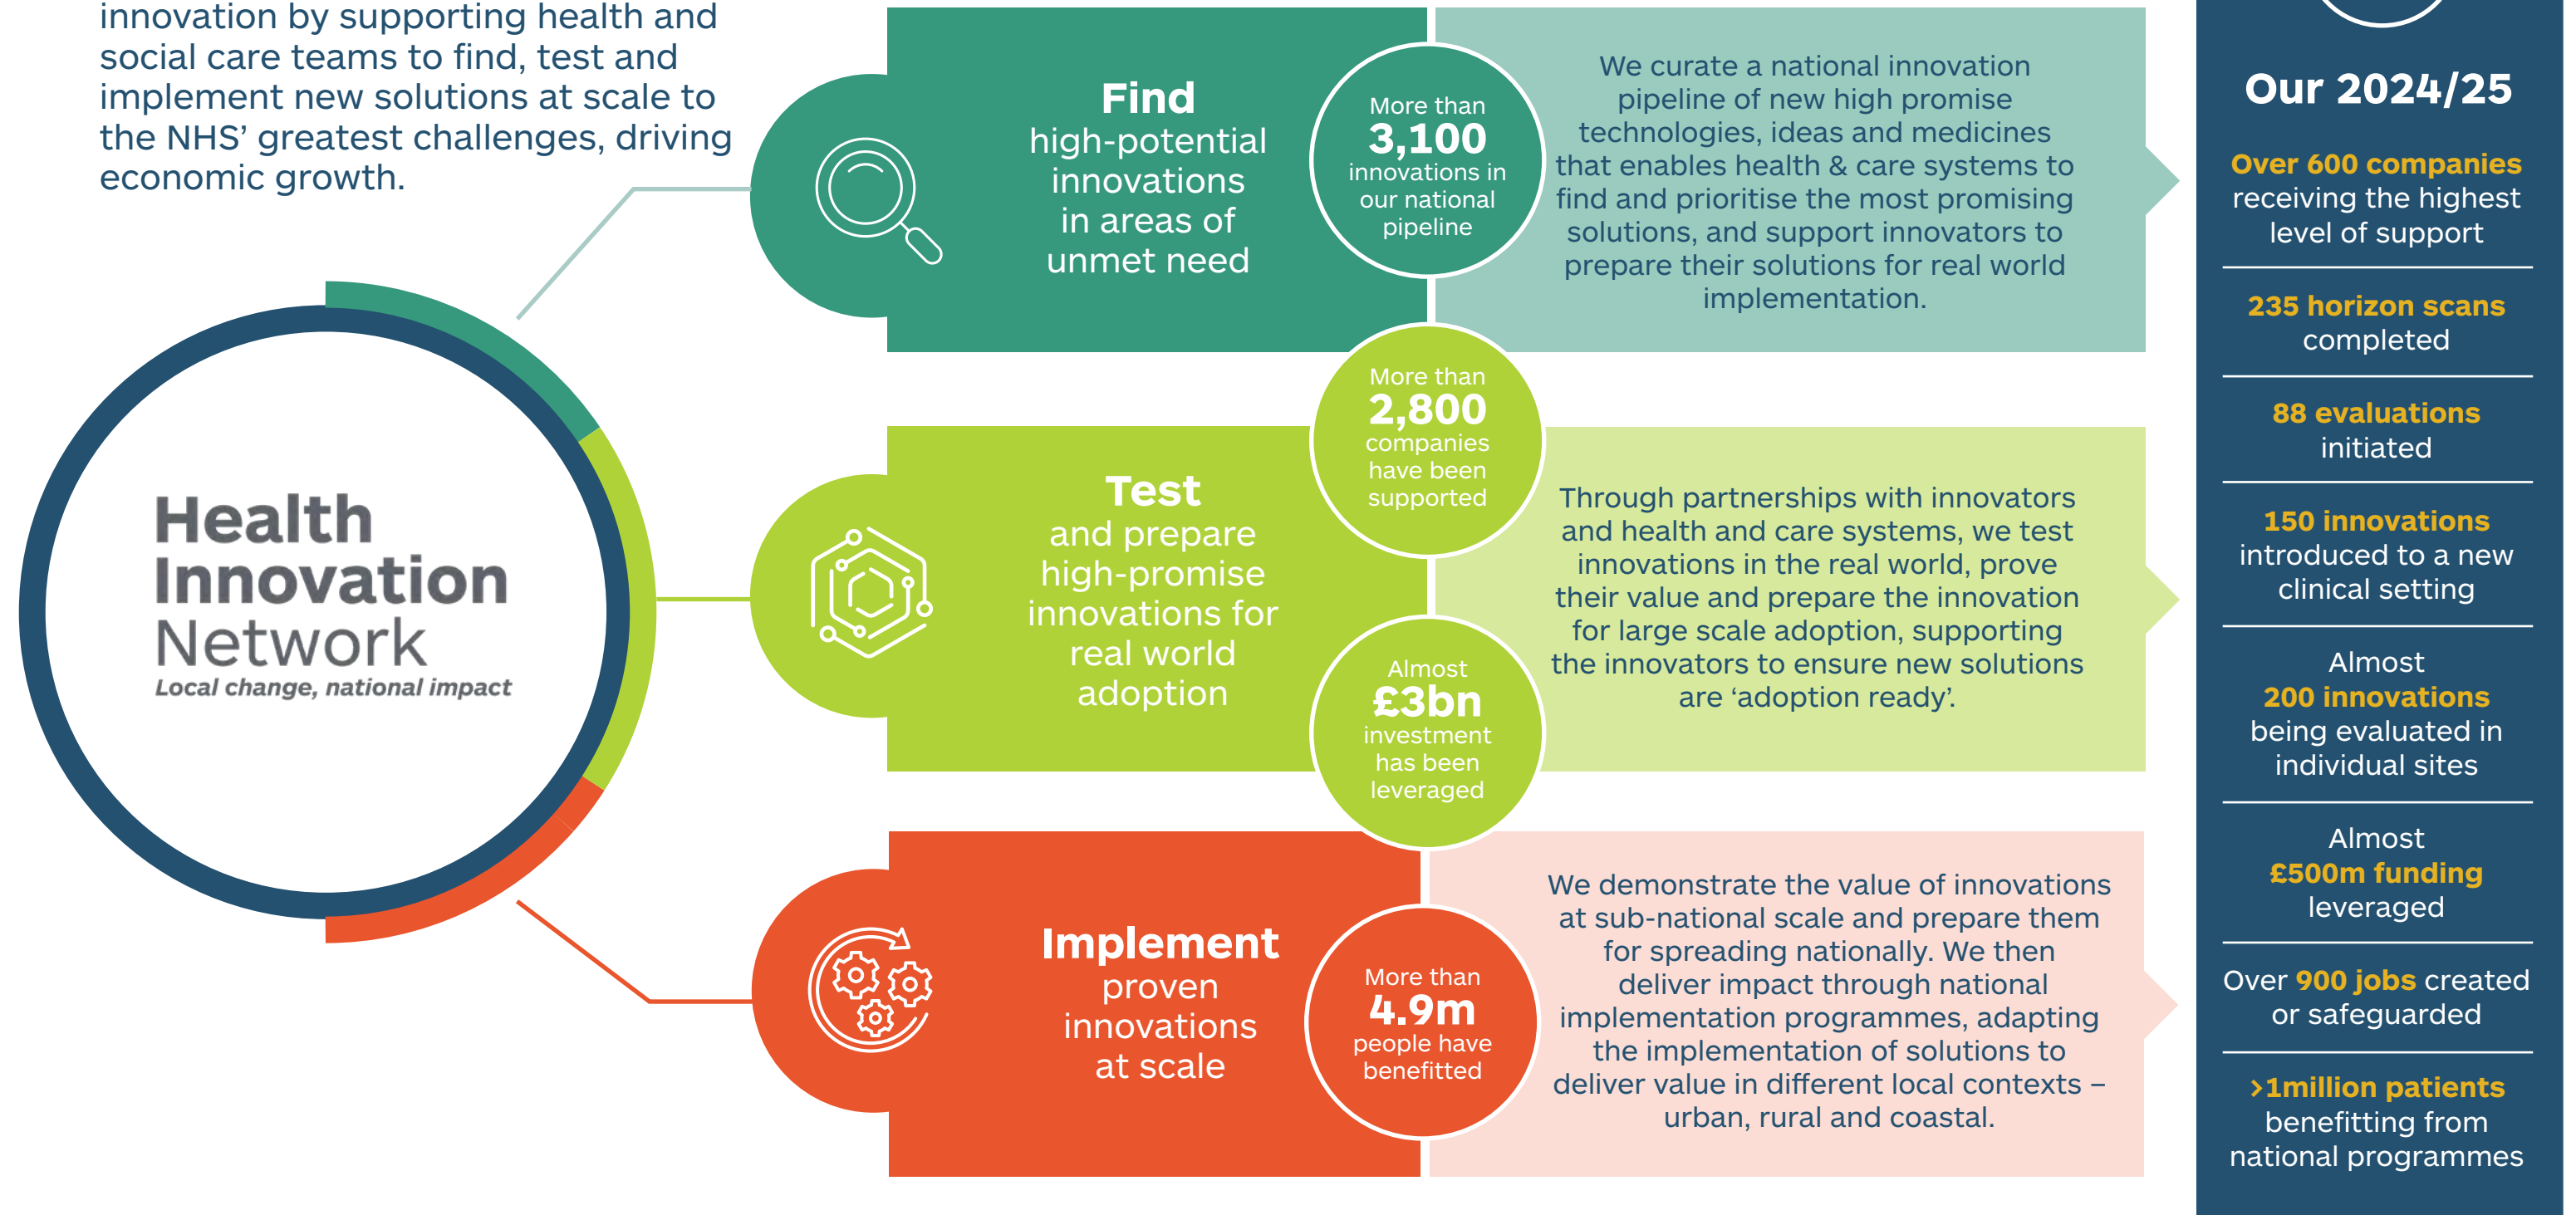 innovation by supporting health and
social care teams to find, test and
implement new solutions at scale to
the NHS’ greatest challenges, driving
economic growth.
Health
Innovation
Network
Local change, national impact
Find
high-potential
innovations
in areas of
unmet need
More than
3,100
innovations in
our national
pipeline
We curate a national innovation
pipeline of new high promise
technologies, ideas and medicines
that enables health & care systems to
find and prioritise the most promising
solutions, and support innovators to
prepare their solutions for real world
implementation.
More than
2,800
companies
have been
supported
Test
and prepare
high-promise
innovations for
real world
adoption
Almost
£3bn
investment
has been
leveraged
Through partnerships with innovators
and health and care systems, we test
innovations in the real world, prove
their value and prepare the innovation
for large scale adoption, supporting
the innovators to ensure new solutions
are ‘adoption ready’.
Implement
proven
innovations
at scale
More than
4.9m
people have
benefitted
We demonstrate the value of innovations
at sub-national scale and prepare them
for spreading nationally. We then
deliver impact through national
implementation programmes, adapting
the implementation of solutions to
deliver value in different local contexts –
urban, rural and coastal.
Our 2024/25
Over 600 companies
receiving the highest
level of support
235 horizon scans
completed
88 evaluations
initiated
150 innovations
introduced to a new
clinical setting
Almost
200 innovations
being evaluated in
individual sites
Almost
£500m funding
leveraged
Over 900 jobs created
or safeguarded
>1million patients
benefitting from
national programmes